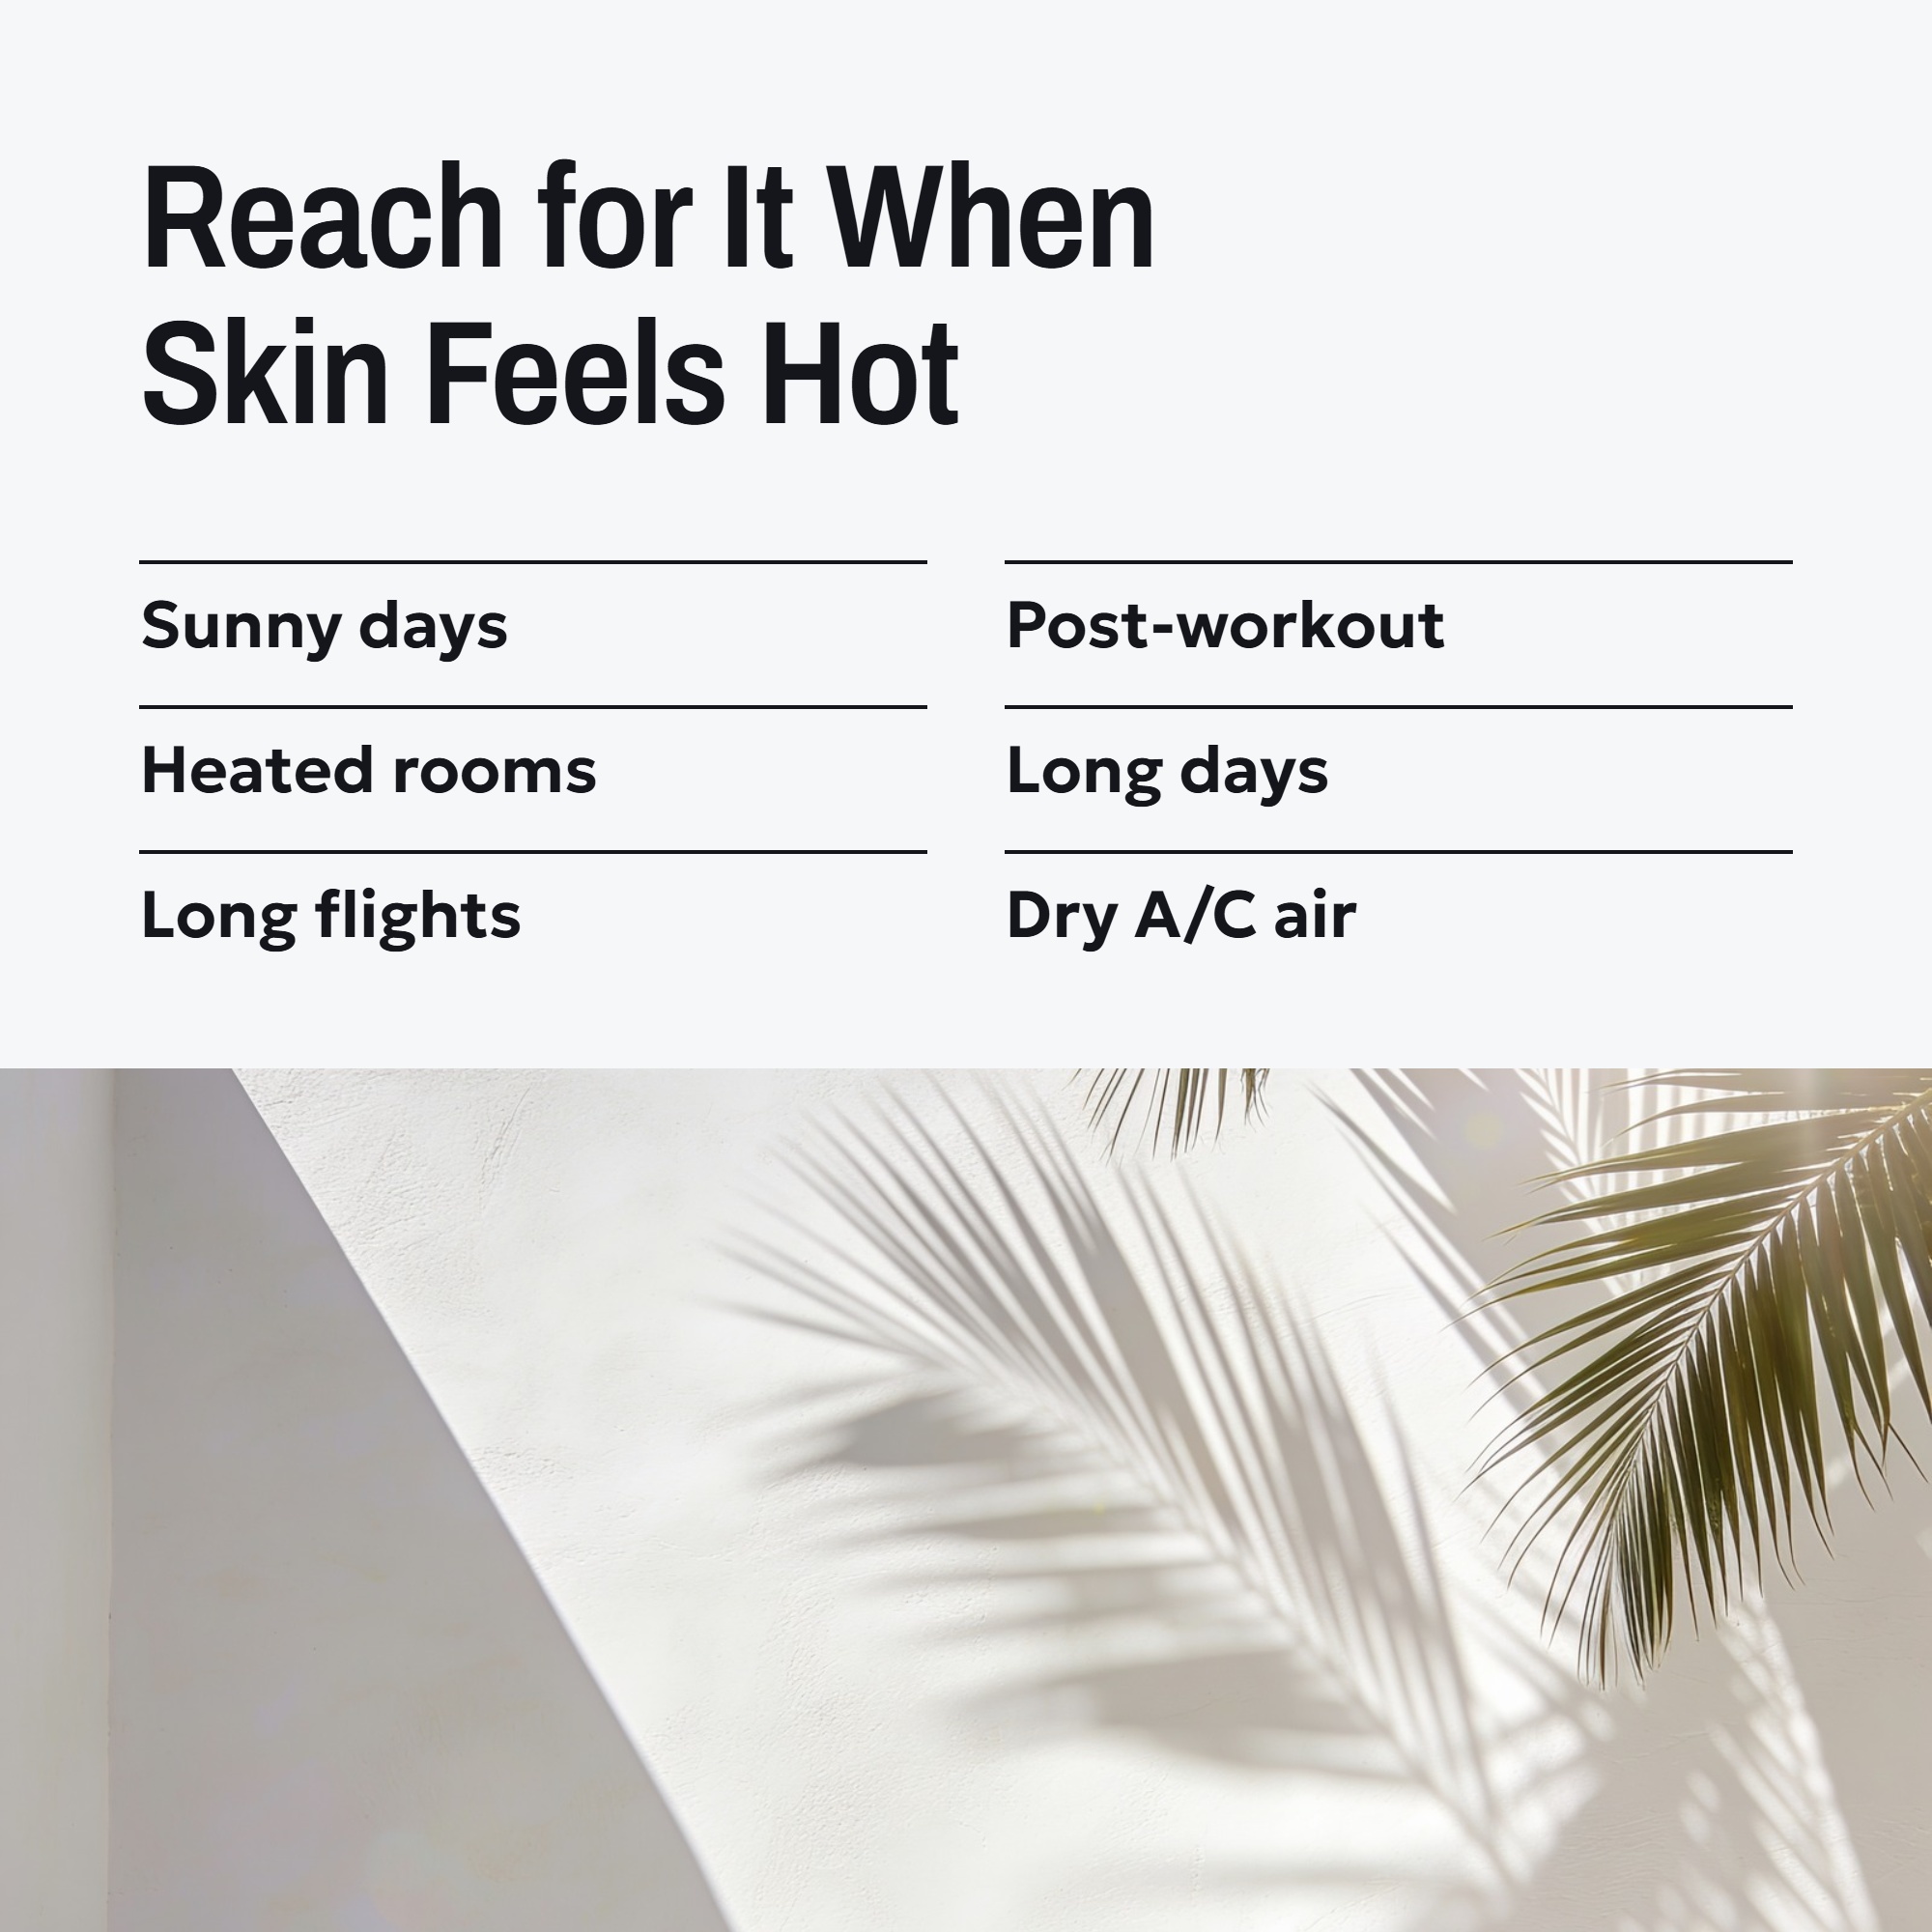 Reach for It When
Skin Feels Hot
Sunny days
Post-workout
Heated rooms
Long days
Long flights
Dry A/C air